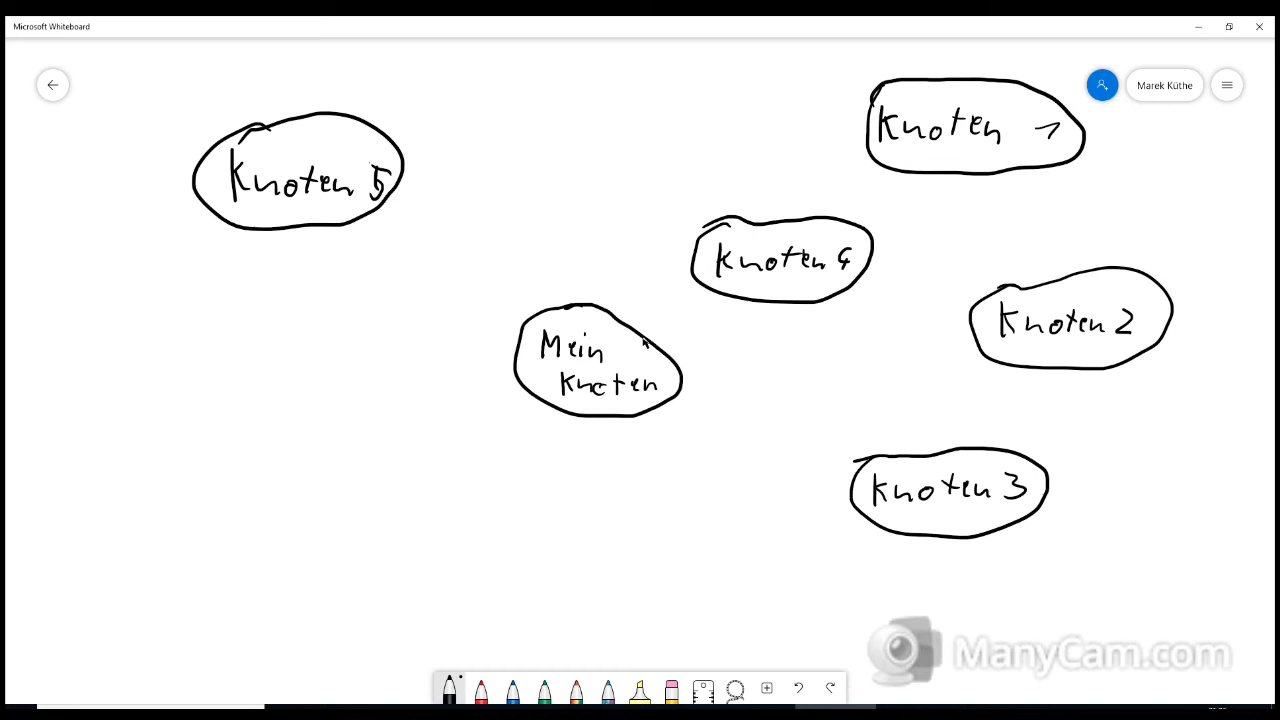 Microsoft Whiteboard
Marek Küthe
Knoten 1
Knoten 5
Knoten 4
Knoten 2
Mein
Knoten
Knoten 3
ManyCam.com